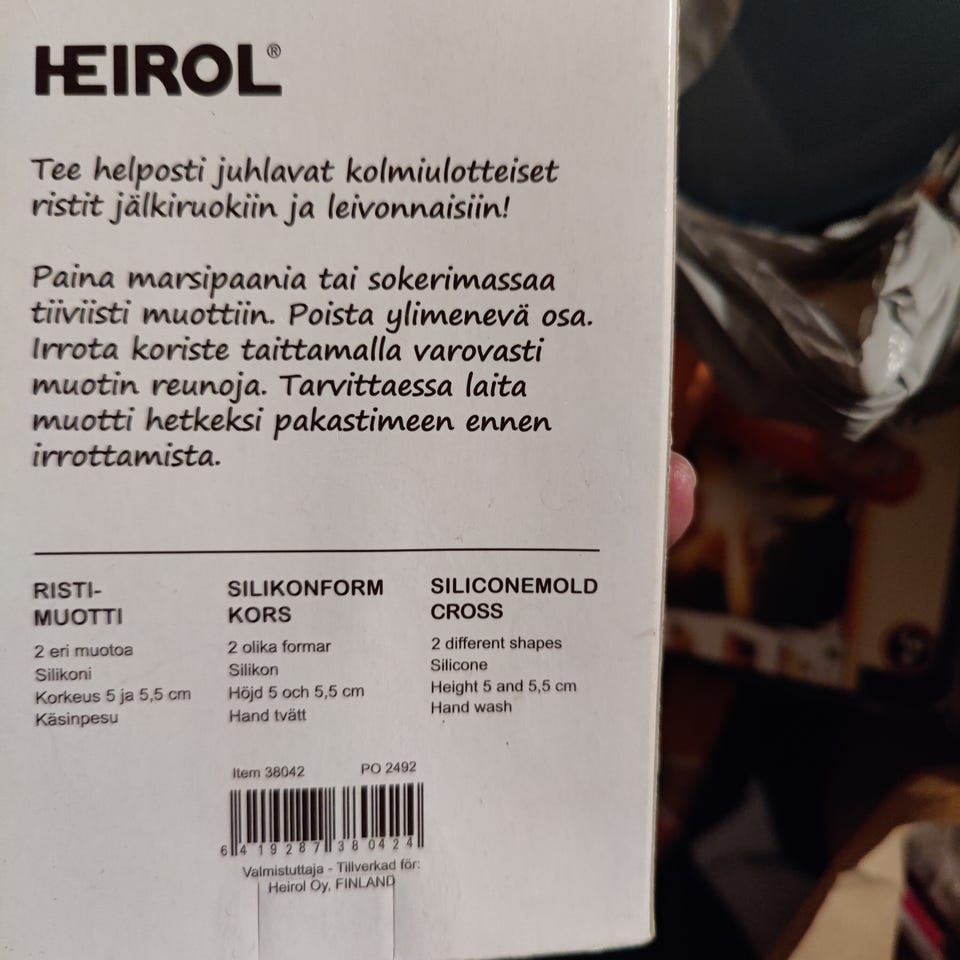 HEIROL®
Tee helposti juhlavat kolmiulotteiset
ristit jälkiruokiin ja leivonnaisiin!
Paina marsipaania tai sokerimassaa
tiiviisti muottiin. Poista ylimenevä osa.
Irrota koriste taittamalla varovasti
muotin reunoja. Tarvittaessa laita
muotti hetkeksi pakastimeen ennen
irrottamista.
RISTI-
MUOTTI
2 eri muotoa
Silikoni
Korkeus 5 ja 5,5 cm
Käsinpesu
SILIKONFORM
KORS
2 olika formar
Silikon
Höjd 5 och 5,5 cm
Hand tvätt
SILICONEMOLD
CROSS
2 different shapes
Silicone
Height 5 and 5,5 cm
Hand wash
Item 38042 PO 2492
6 419287 380424
Valmistuttaja - Tillverkad för:
Heirol Oy, FINLAND